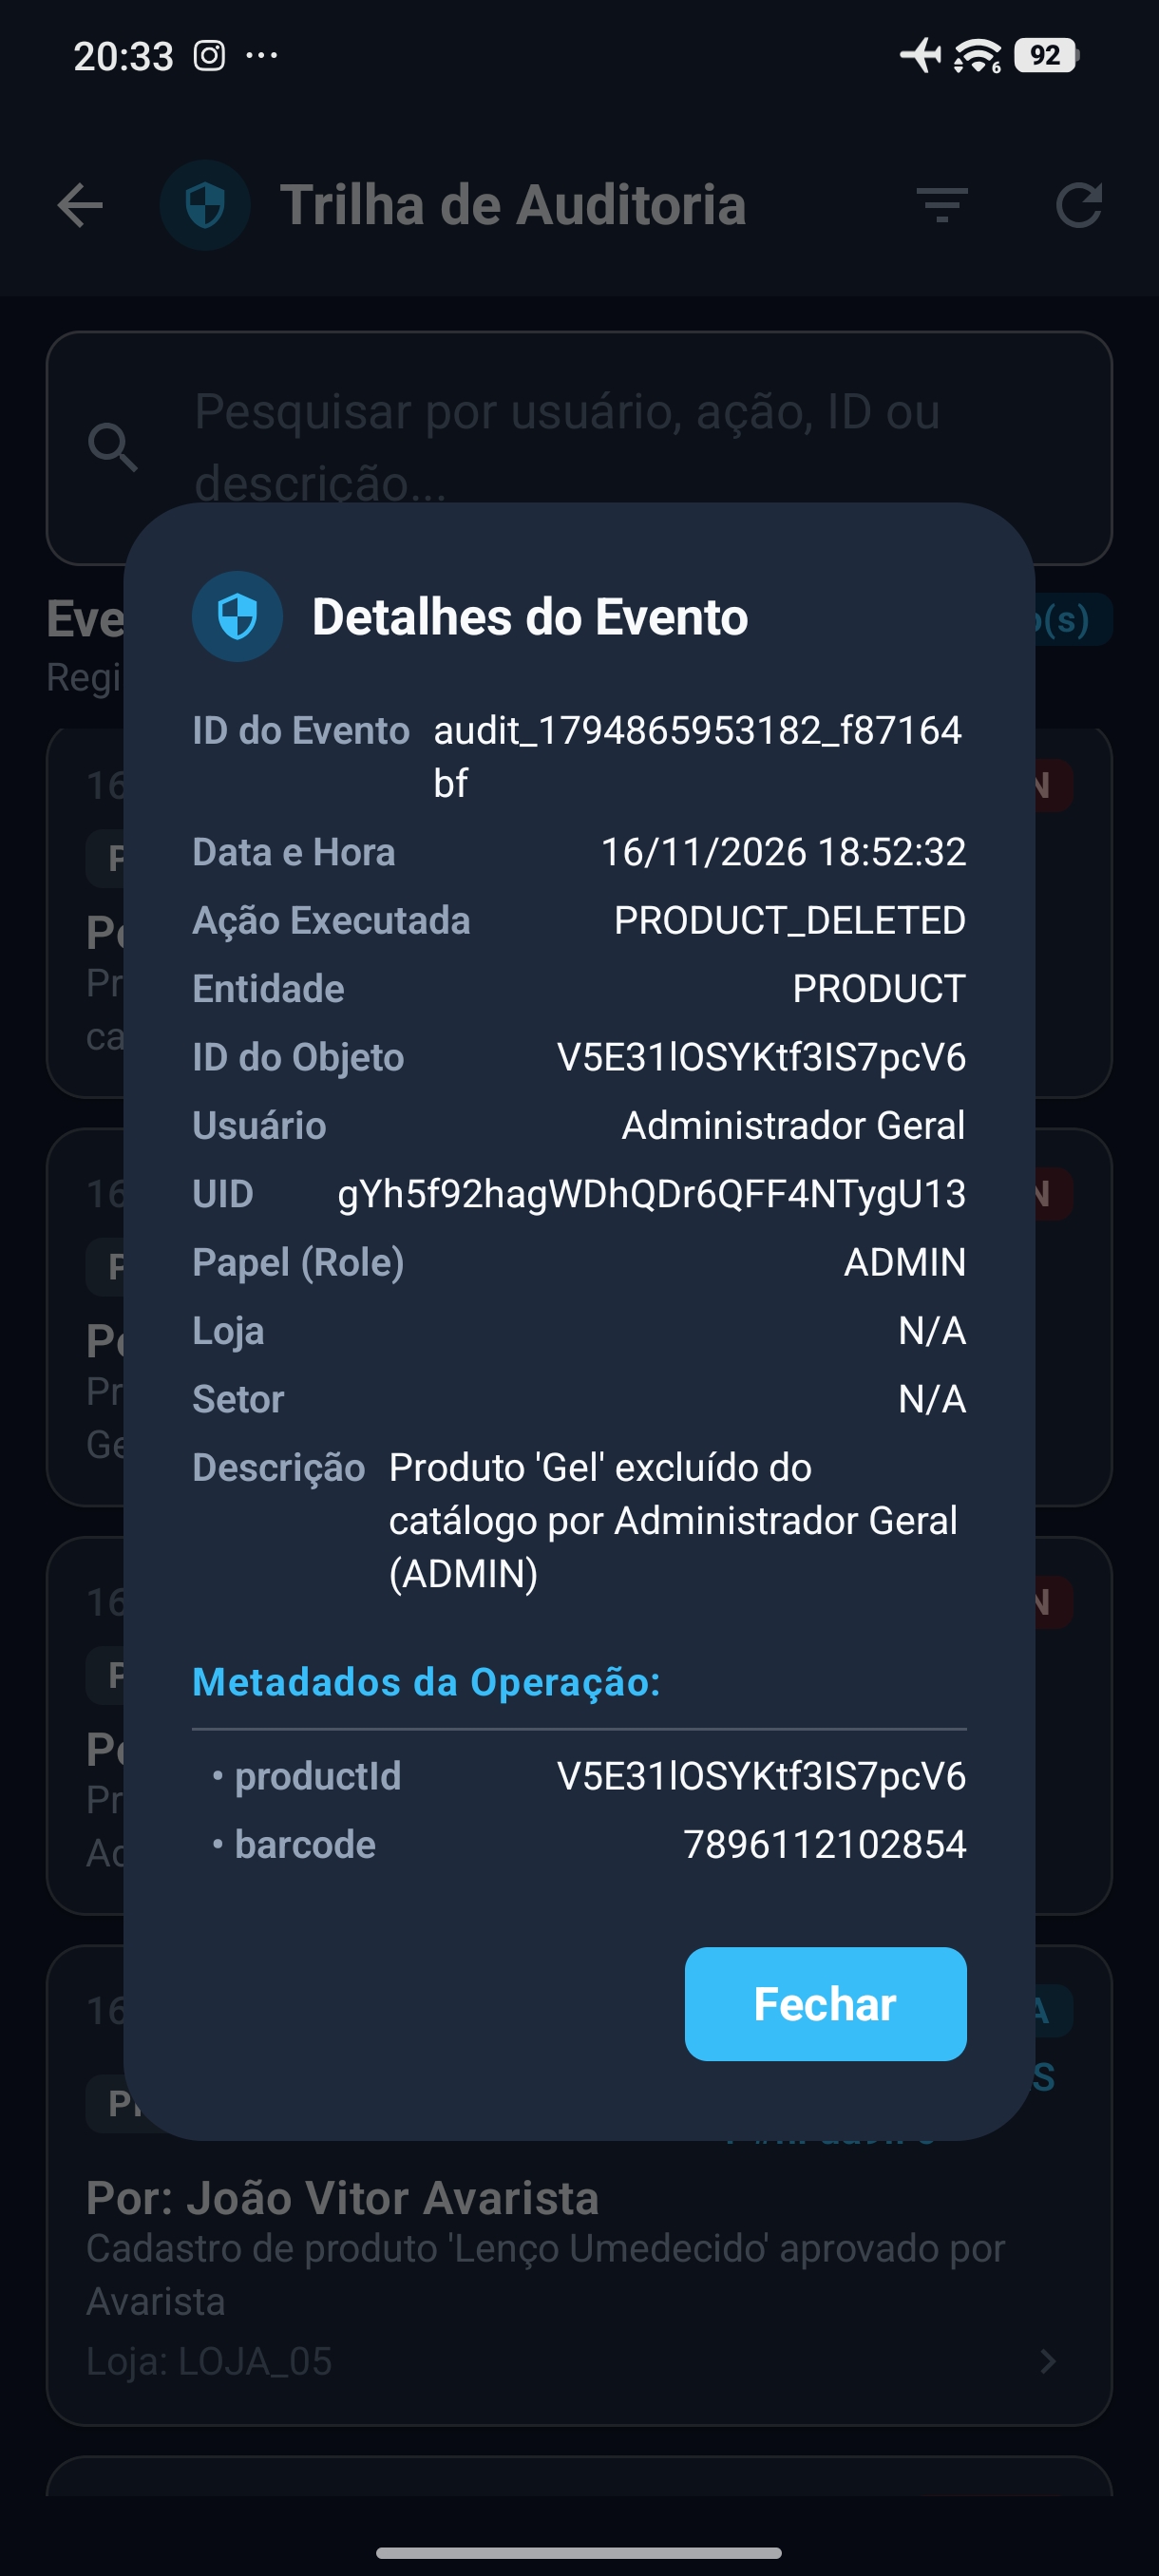 20:33
6
92
Trilha de Auditoria
Pesquisar por usuário, ação, ID ou
descrição...
Detalhes do Evento
ID do Evento audit_1794865953182_f87164
bf
Data e Hora 16/11/2026 18:52:32
Ação Executada PRODUCT_DELETED
Entidade PRODUCT
ID do Objeto V5E31lOSYKtf3IS7pcV6
Usuário Administrador Geral
UID gYh5f92hagWDhQDr6QFF4NTygU13
Papel (Role) ADMIN
Loja N/A
Setor N/A
Descrição Produto 'Gel' excluído do
catálogo por Administrador Geral
(ADMIN)
Metadados da Operação:
• productId V5E31lOSYKtf3IS7pcV6
• barcode 7896112102854
Fechar
Por: João Vitor Avarista
Cadastro de produto 'Lenço Umedecido' aprovado por
Avarista
Loja: LOJA_05